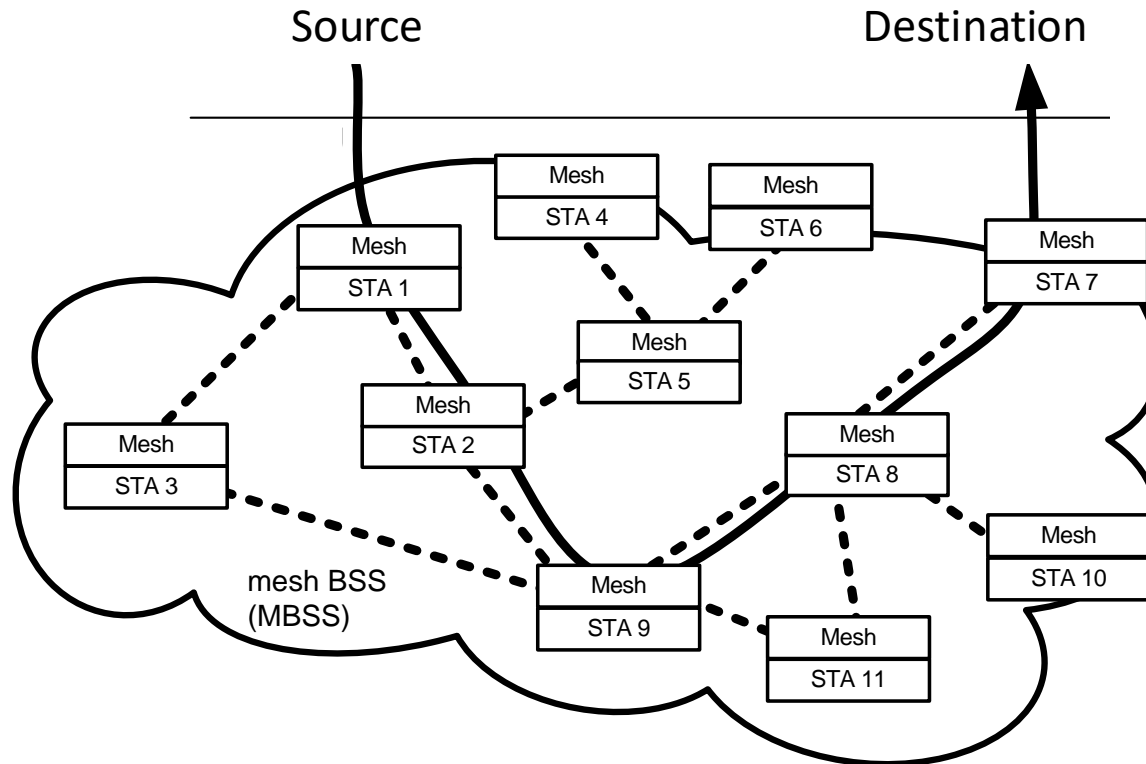 Source
Destination
Mesh
STA 4
Mesh
STA 6
Mesh
STA 1
Mesh
STA 7
Mesh
STA 5
Mesh
STA 2
Mesh
STA 8
Mesh
STA 3
Mesh
STA 10
mesh BSS
(MBSS)
Mesh
STA 9
Mesh
STA 11